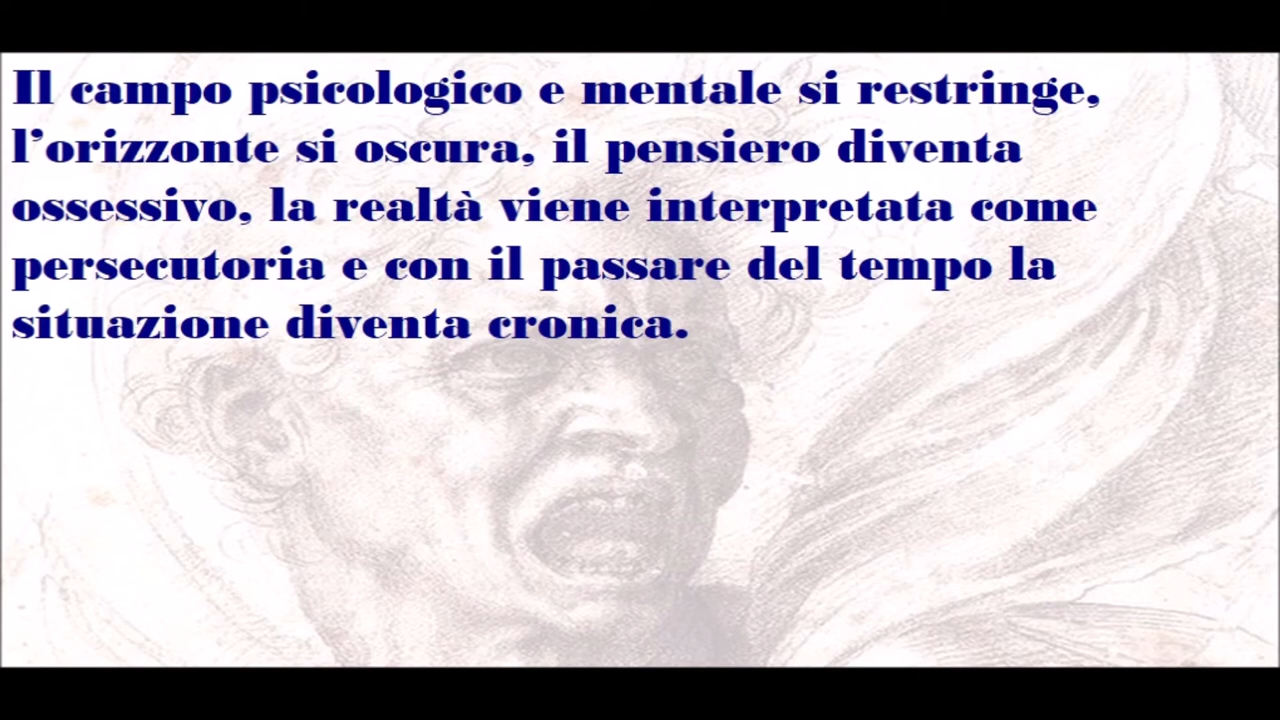 Il campo psicologico e mentale si restringe,
l’orizzonte si oscura, il pensiero diventa
ossessivo, la realtà viene interpretata come
persecutoria e con il passare del tempo la
situazione diventa cronica.